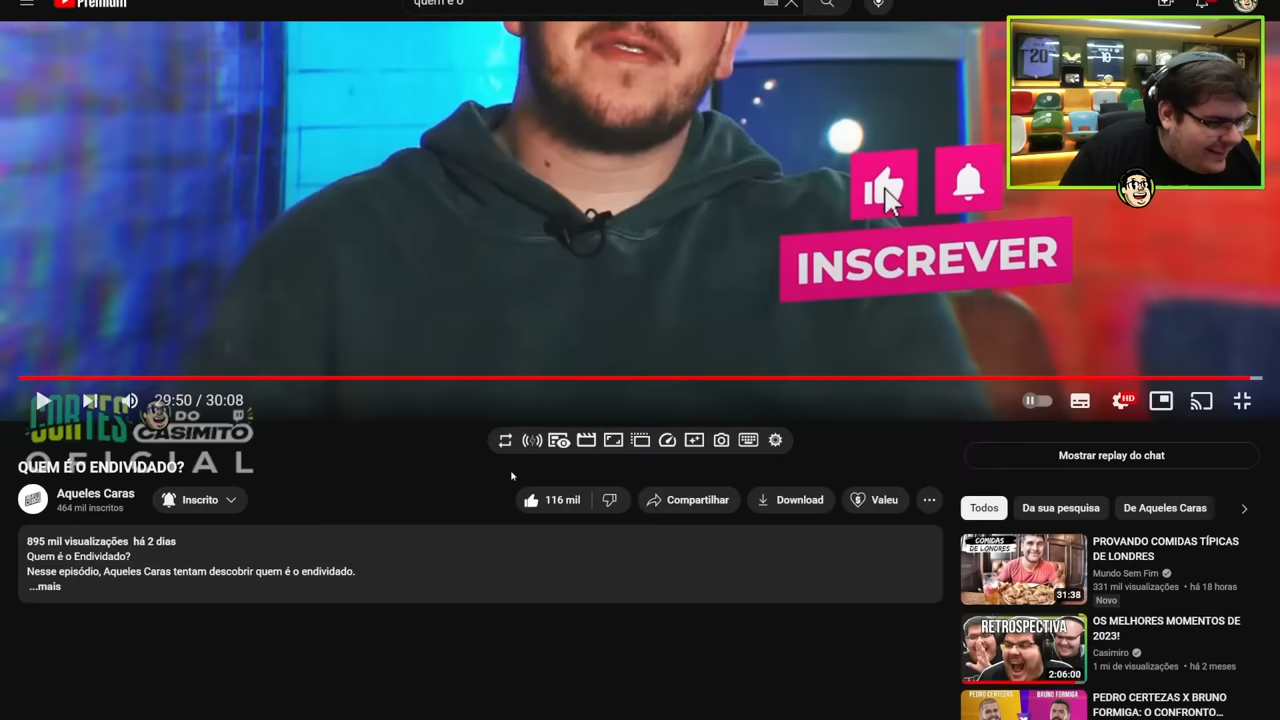 Premium
quem é o
20
10
INSCREVER
29:50 / 30:08
HD
CORTES DO CASIMITO
OFICIAL
QUEM É O ENDIVIDADO?
Aqueles Caras
464 mil inscritos
Inscrito
116 mil
Compartilhar
Download
Valeu
895 mil visualizações há 2 dias
Quem é o Endividado?
Nesse episódio, Aqueles Caras tentam descobrir quem é o endividado.
...mais
Mostrar replay do chat
Todos
Da sua pesquisa
De Aqueles Caras
COMIDAS
DE LONDRES
31:38
PROVANDO COMIDAS TÍPICAS
DE LONDRES
Mundo Sem Fim
331 mil visualizações • há 18 horas
Novo
RETROSPECTIVA
2:06:00
OS MELHORES MOMENTOS DE
2023!
Casimiro
1 mi de visualizações • há 2 meses
PEDRO CERTEZAS
BRUNO FORMIGA
PEDRO CERTEZAS X BRUNO
FORMIGA: O CONFRONTO...